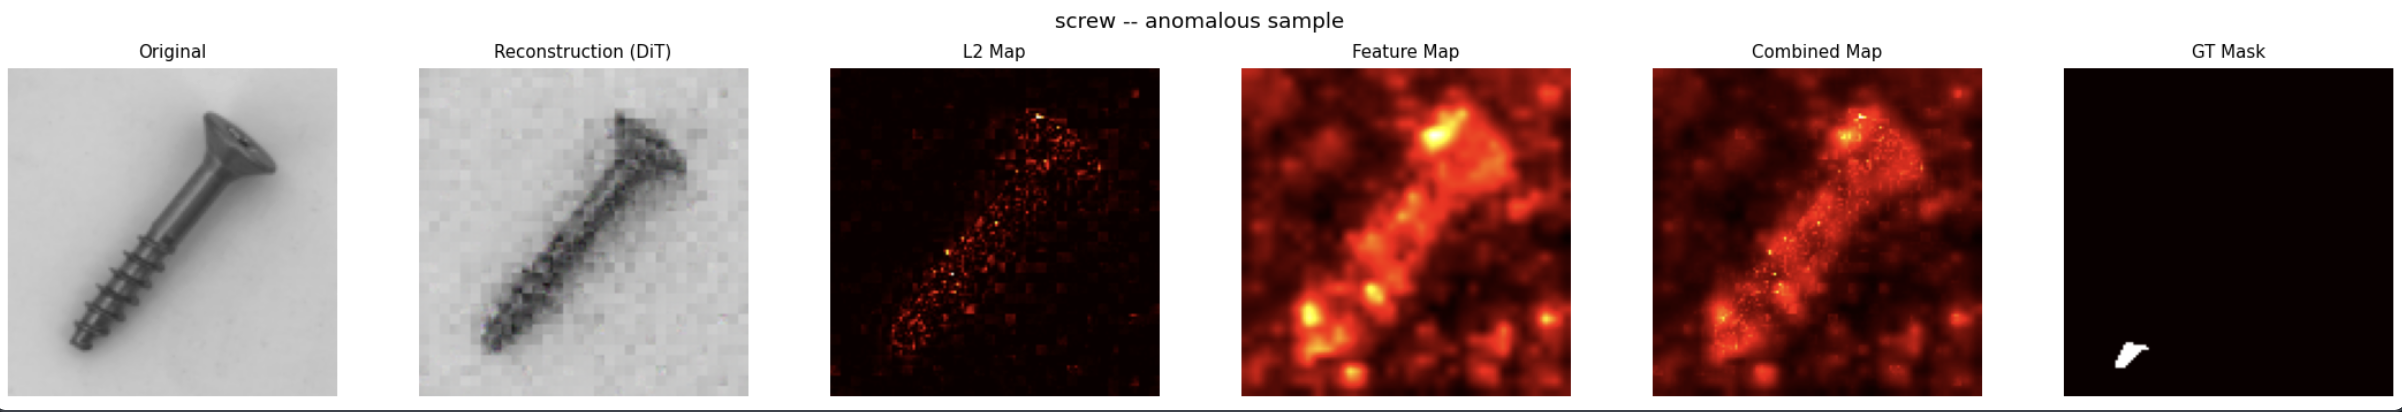 screw -- anomalous sample
Original
Reconstruction (DiT)
L2 Map
Feature Map
Combined Map
GT Mask